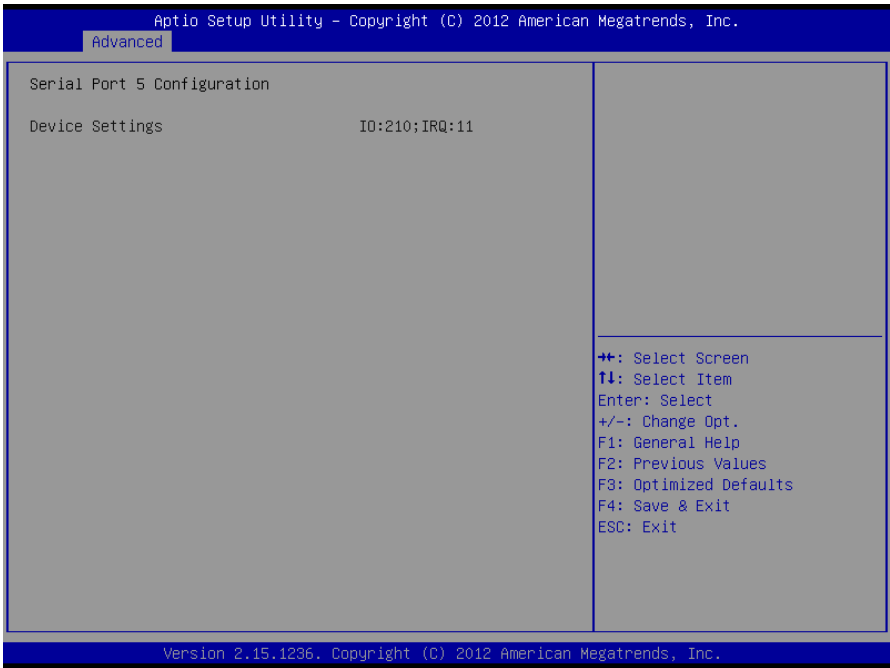 Aptio Setup Utility – Copyright (C) 2012 American Megatrends, Inc.
Advanced
Serial Port 5 Configuration
Device Settings IO:210;IRQ:11
→←: Select Screen
↑↓: Select Item
Enter: Select
+/-: Change Opt.
F1: General Help
F2: Previous Values
F3: Optimized Defaults
F4: Save & Exit
ESC: Exit
Version 2.15.1236. Copyright (C) 2012 American Megatrends, Inc.